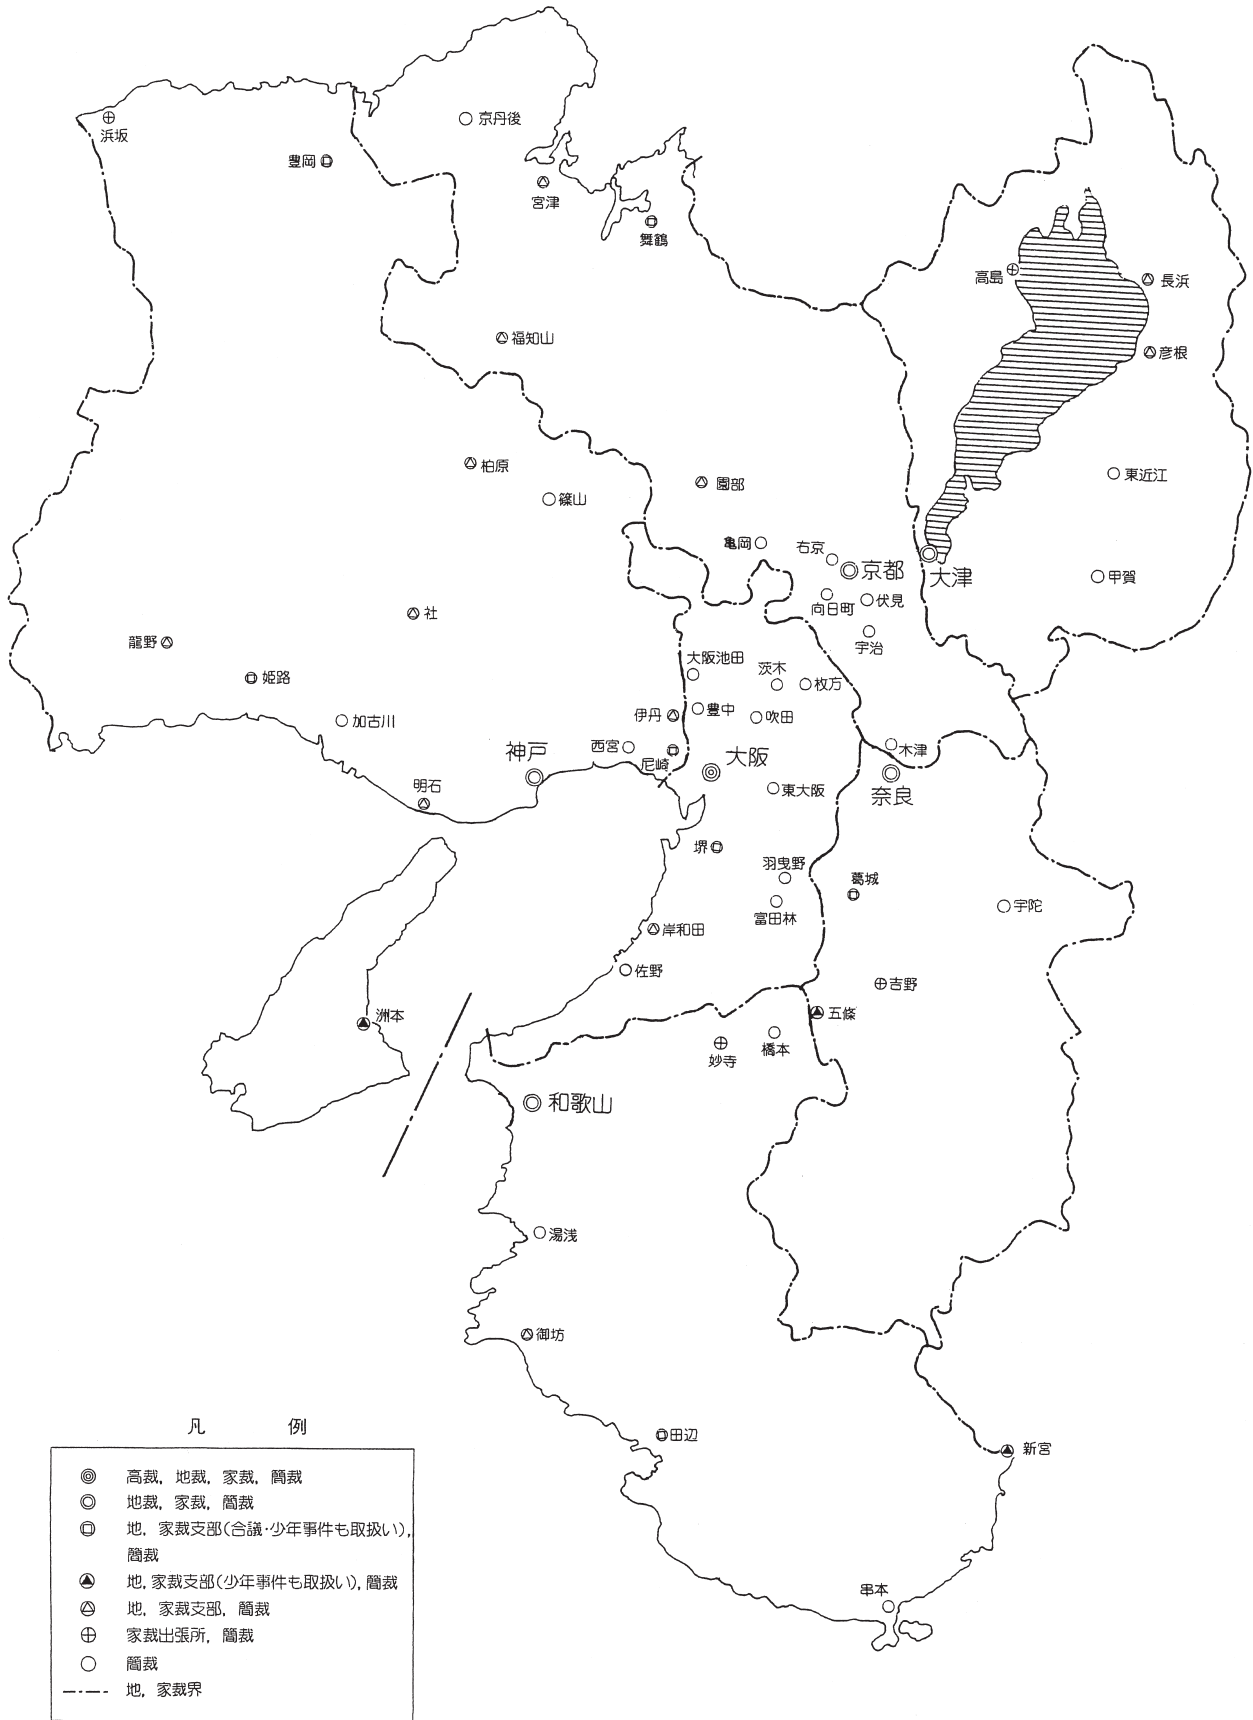 浜坂
豊岡
京丹後
宮津
舞鶴
高島
長浜
福知山
彦根
柏原
篠山
園部
東近江
亀岡
右京
京都
大津
甲賀
向日町
伏見
社
龍野
宇治
姫路
大阪池田
茨木
枚方
加古川
伊丹
豊中
吹田
西宮
尼崎
神戸
大阪
木津
奈良
明石
東大阪
堺
羽曳野
葛城
富田林
宇陀
岸和田
佐野
吉野
洲本
五條
妙寺
橋本
和歌山
湯浅
御坊
田辺
新宮
串本
凡 例
高裁，地裁，家裁，簡裁
地裁，家裁，簡裁
地，家裁支部(合議・少年事件も取扱い)，
簡裁
地，家裁支部(少年事件も取扱い)，簡裁
地，家裁支部，簡裁
家裁出張所，簡裁
簡裁
地，家裁界